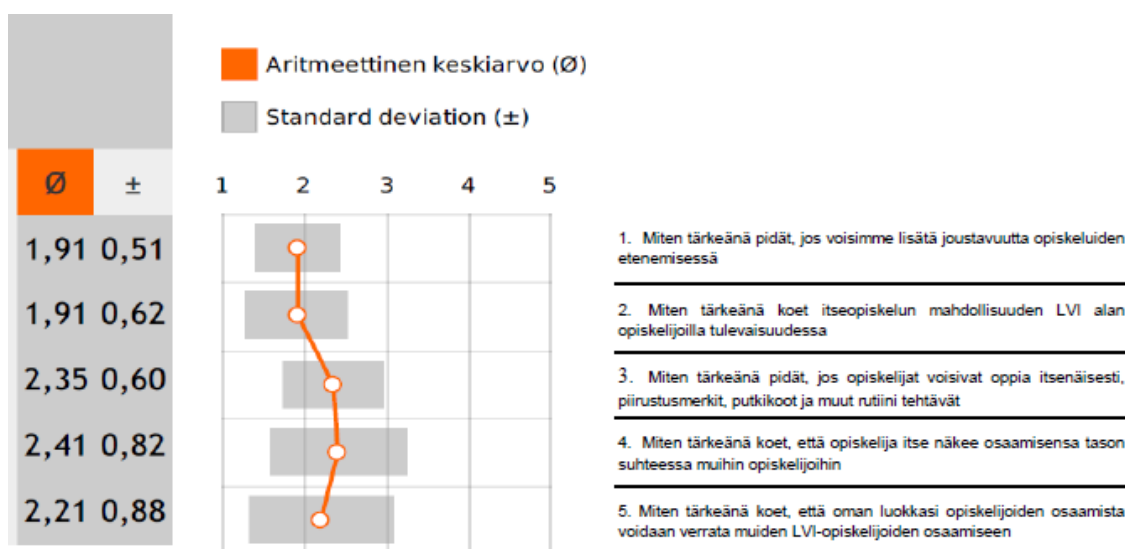 Aritmeettinen keskiarvo (Ø)
Standard deviation (±)
Ø ±
1 2 3 4 5
1,91 0,51
1. Miten tärkeänä pidät, jos voisimme lisätä joustavuutta opiskeluiden
etenemisessä
1,91 0,62
2. Miten tärkeänä koet itseopiskelun mahdollisuuden LVI alan
opiskelijoilla tulevaisuudessa
2,35 0,60
3. Miten tärkeänä pidät, jos opiskelijat voisivat oppia itsenäisesti,
piirustusmerkit, putkikoot ja muut rutiini tehtävät
2,41 0,82
4. Miten tärkeänä koet, että opiskelija itse näkee osaamisensa tason
suhteessa muihin opiskelijoihin
2,21 0,88
5. Miten tärkeänä koet, että oman luokkasi opiskelijoiden osaamista
voidaan verrata muiden LVI-opiskelijoiden osaamiseen